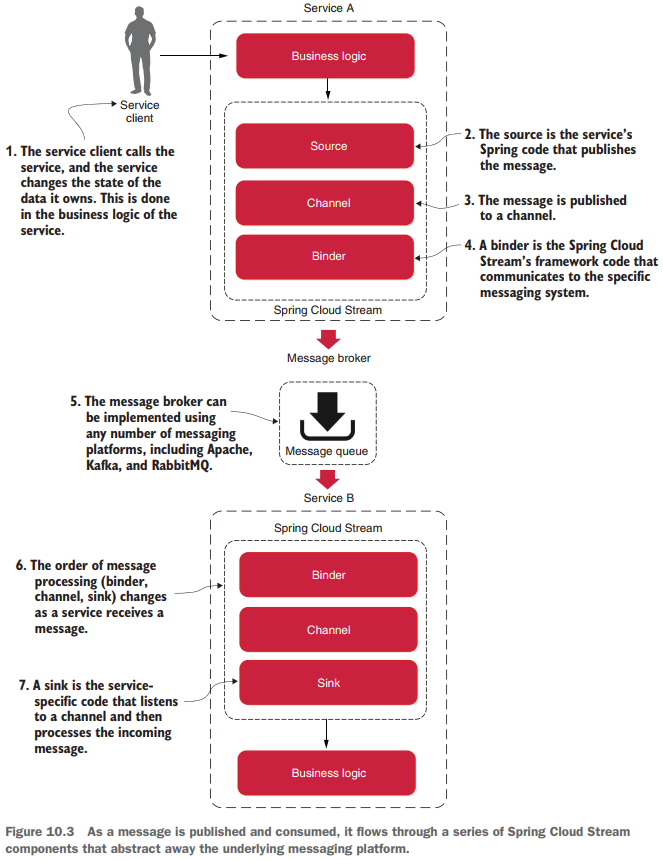 Service A
Business logic
Service
client
1. The service client calls the
service, and the service
changes the state of the
data it owns. This is done
in the business logic of the
service.
Source
2. The source is the service's
Spring code that publishes
the message.
Channel
3. The message is published
to a channel.
Binder
4. A binder is the Spring Cloud
Stream's framework code that
communicates to the specific
messaging system.
Spring Cloud Stream
Message broker
5. The message broker can
be implemented using
any number of messaging
platforms, including Apache,
Kafka, and RabbitMQ.
Message queue
Service B
Spring Cloud Stream
6. The order of message
processing (binder,
channel, sink) changes
as a service receives a
message.
Binder
Channel
7. A sink is the service-
specific code that listens
to a channel and then
processes the incoming
message.
Sink
Business logic
Figure 10.3 As a message is published and consumed, it flows through a series of Spring Cloud Stream
components that abstract away the underlying messaging platform.